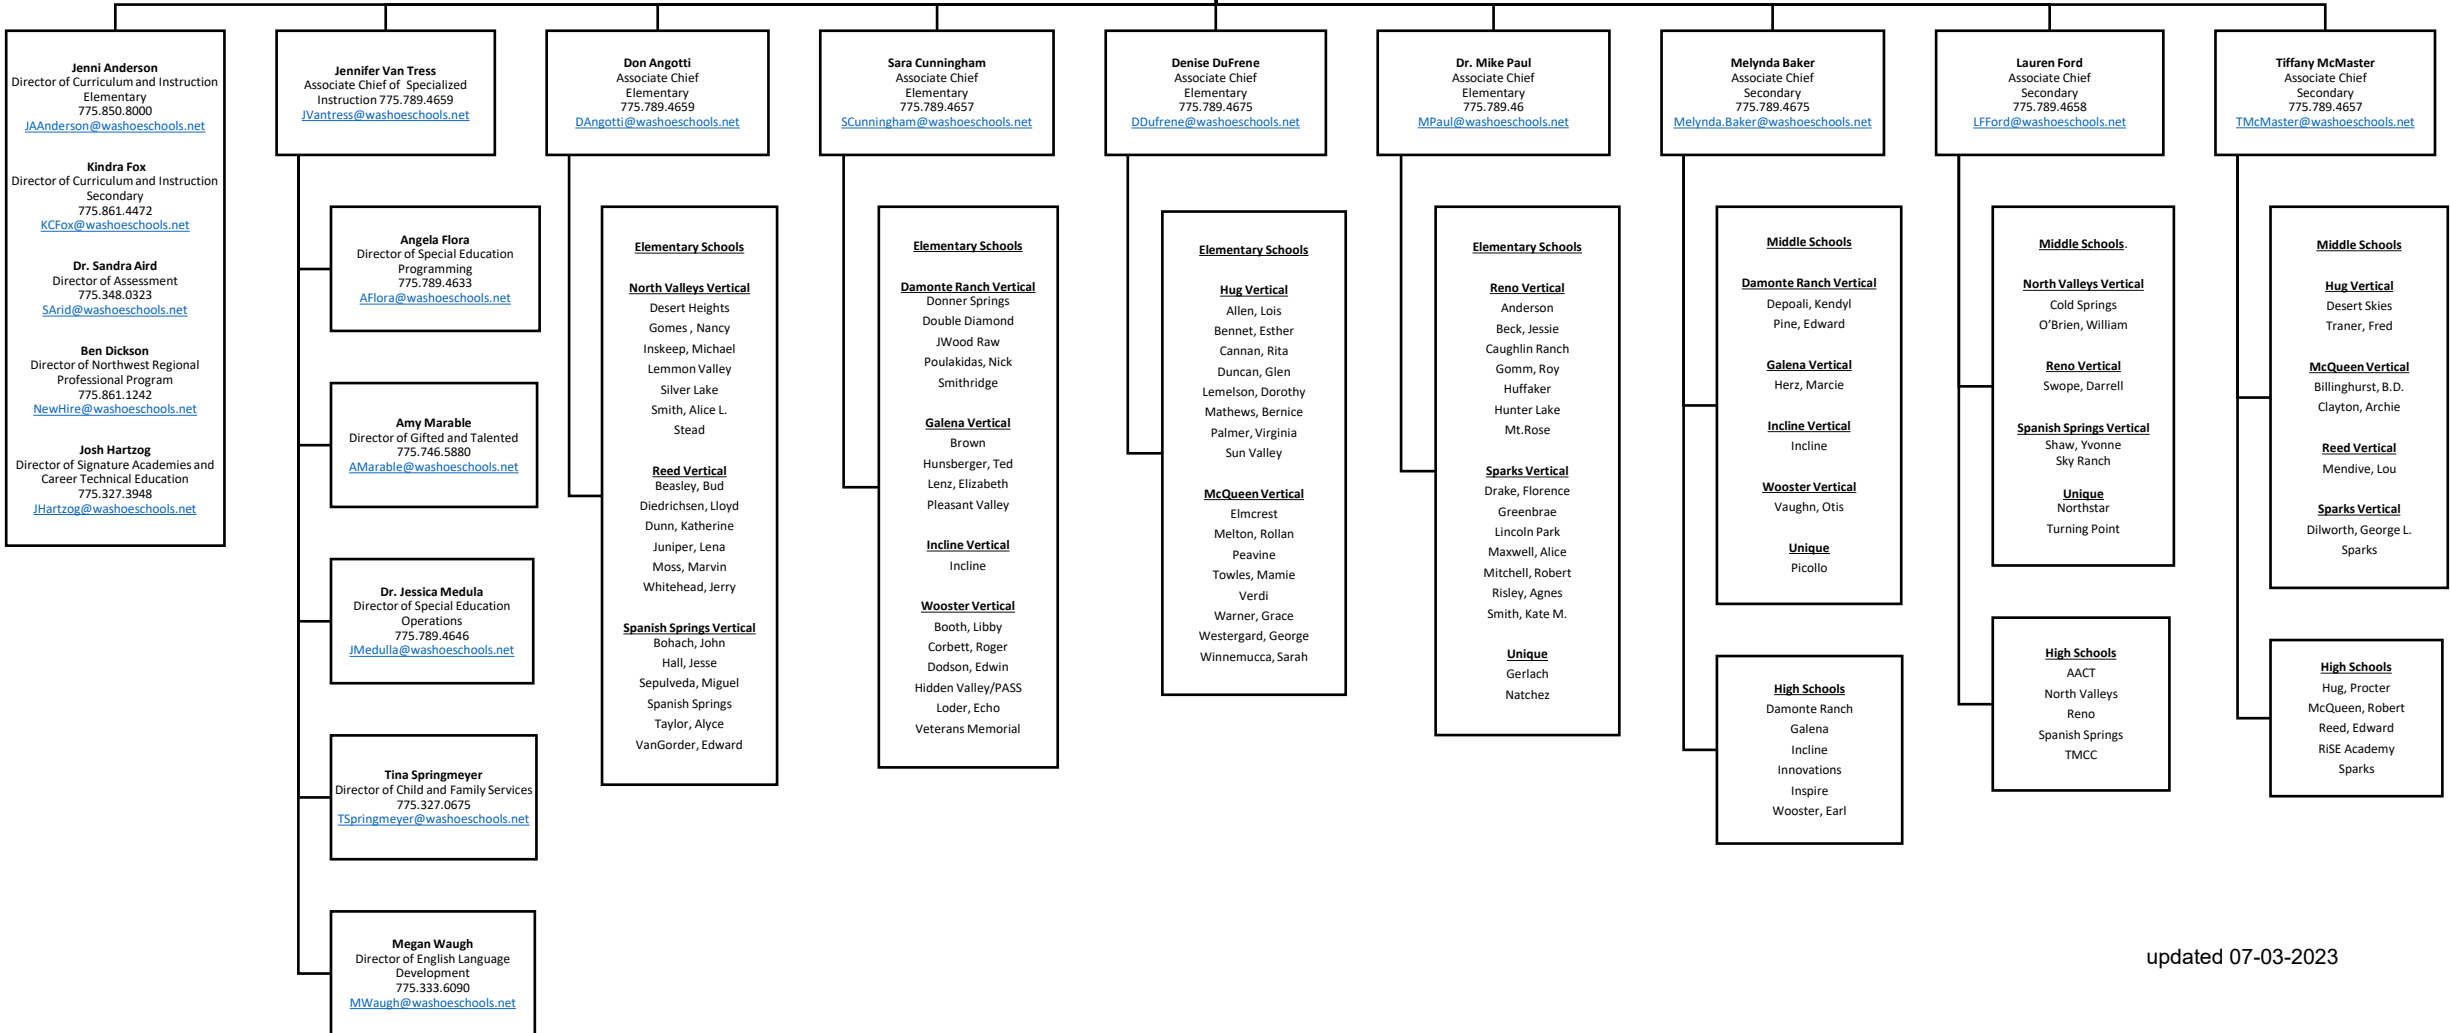 Jenni Anderson
Director of Curriculum and Instruction
Elementary
775.850.8000
JAAnderson@washoeschools.net
Kindra Fox
Director of Curriculum and Instruction
Secondary
775.861.4472
KCFox@washoeschools.net
Dr. Sandra Aird
Director of Assessment
775.348.0323
SArid@washoeschools.net
Ben Dickson
Director of Northwest Regional
Professional Program
775.861.1242
NewHire@washoeschools.net
Josh Hartzog
Director of Signature Academies and
Career Technical Education
775.327.3948
JHartzog@washoeschools.net
Jennifer Van Tress
Associate Chief of Specialized
Instruction 775.789.4659
JVantress@washoeschools.net
Angela Flora
Director of Special Education
Programming
775.789.4633
AFlora@washoeschools.net
Amy Marable
Director of Gifted and Talented
775.746.5880
AMarable@washoeschools.net
Dr. Jessica Medula
Director of Special Education
Operations
775.789.4646
JMedulla@washoeschools.net
Tina Springmeyer
Director of Child and Family Services
775.327.0675
TSpringmeyer@washoeschools.net
Megan Waugh
Director of English Language
Development
775.333.6090
MWaugh@washoeschools.net
Don Angotti
Associate Chief
Elementary
775.789.4659
DAngotti@washoeschools.net
Elementary Schools
North Valleys Vertical
Desert Heights
Gomes , Nancy
Inskeep, Michael
Lemmon Valley
Silver Lake
Smith, Alice L.
Stead
Reed Vertical
Beasley, Bud
Diedrichsen, Lloyd
Dunn, Katherine
Juniper, Lena
Moss, Marvin
Whitehead, Jerry
Spanish Springs Vertical
Bohach, John
Hall, Jesse
Sepulveda, Miguel
Spanish Springs
Taylor, Alyce
VanGorder, Edward
Sara Cunningham
Associate Chief
Elementary
775.789.4657
SCunningham@washoeschools.net
Elementary Schools
Damonte Ranch Vertical
Donner Springs
Double Diamond
JWood Raw
Poulakidas, Nick
Smithridge
Galena Vertical
Brown
Hunsberger, Ted
Lenz, Elizabeth
Pleasant Valley
Incline Vertical
Incline
Wooster Vertical
Booth, Libby
Corbett, Roger
Dodson, Edwin
Hidden Valley/PASS
Loder, Echo
Veterans Memorial
Denise DuFrene
Associate Chief
Elementary
775.789.4675
DDufrene@washoeschools.net
Elementary Schools
Hug Vertical
Allen, Lois
Bennet, Esther
Cannan, Rita
Duncan, Glen
Lemelson, Dorothy
Mathews, Bernice
Palmer, Virginia
Sun Valley
McQueen Vertical
Elmcrest
Melton, Rollan
Peavine
Towles, Mamie
Verdi
Warner, Grace
Westergard, George
Winnemucca, Sarah
Dr. Mike Paul
Associate Chief
Elementary
775.789.46
MPaul@washoeschools.net
Elementary Schools
Reno Vertical
Anderson
Beck, Jessie
Caughlin Ranch
Gomm, Roy
Huffaker
Hunter Lake
Mt.Rose
Sparks Vertical
Drake, Florence
Greenbrae
Lincoln Park
Maxwell, Alice
Mitchell, Robert
Risley, Agnes
Smith, Kate M.
Unique
Gerlach
Natchez
Melynda Baker
Associate Chief
Secondary
775.789.4675
Melynda.Baker@washoeschools.net
Middle Schools
Damonte Ranch Vertical
Depoali, Kendyl
Pine, Edward
Galena Vertical
Herz, Marcie
Incline Vertical
Incline
Wooster Vertical
Vaughn, Otis
Unique
Picollo
High Schools
Damonte Ranch
Galena
Incline
Innovations
Inspire
Wooster, Earl
Lauren Ford
Associate Chief
Secondary
775.789.4658
LFFord@washoeschools.net
Middle Schools.
North Valleys Vertical
Cold Springs
O’Brien, William
Reno Vertical
Swope, Darrell
Spanish Springs Vertical
Shaw, Yvonne
Sky Ranch
Unique
Northstar
Turning Point
High Schools
AACT
North Valleys
Reno
Spanish Springs
TMCC
Tiffany McMaster
Associate Chief
Secondary
775.789.4657
TMcMaster@washoeschools.net
Middle Schools
Hug Vertical
Desert Skies
Traner, Fred
McQueen Vertical
Billinghurst, B.D.
Clayton, Archie
Reed Vertical
Mendive, Lou
Sparks Vertical
Dilworth, George L.
Sparks
High Schools
Hug, Procter
McQueen, Robert
Reed, Edward
RiSE Academy
Sparks
updated 07-03-2023